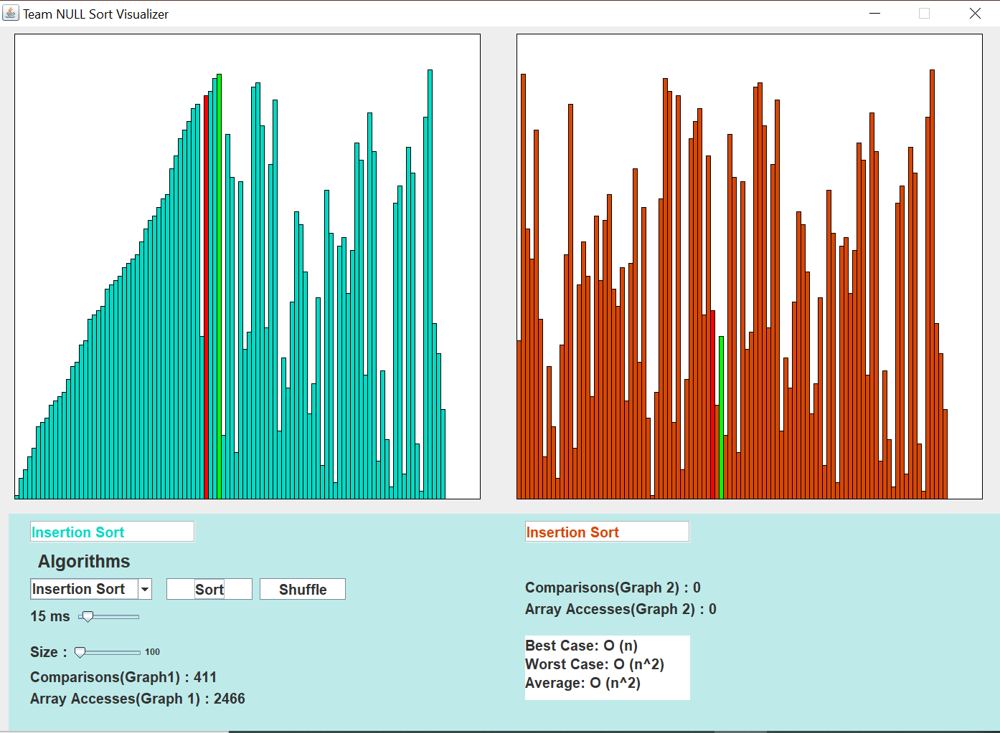 Team NULL Sort Visualizer
Insertion Sort
Algorithms
Insertion Sort
Sort
Shuffle
15 ms
Size :
100
Comparisons(Graph1) : 411
Array Accesses(Graph 1) : 2466
Insertion Sort
Comparisons(Graph 2) : 0
Array Accesses(Graph 2) : 0
Best Case: O (n)
Worst Case: O (n^2)
Average: O (n^2)